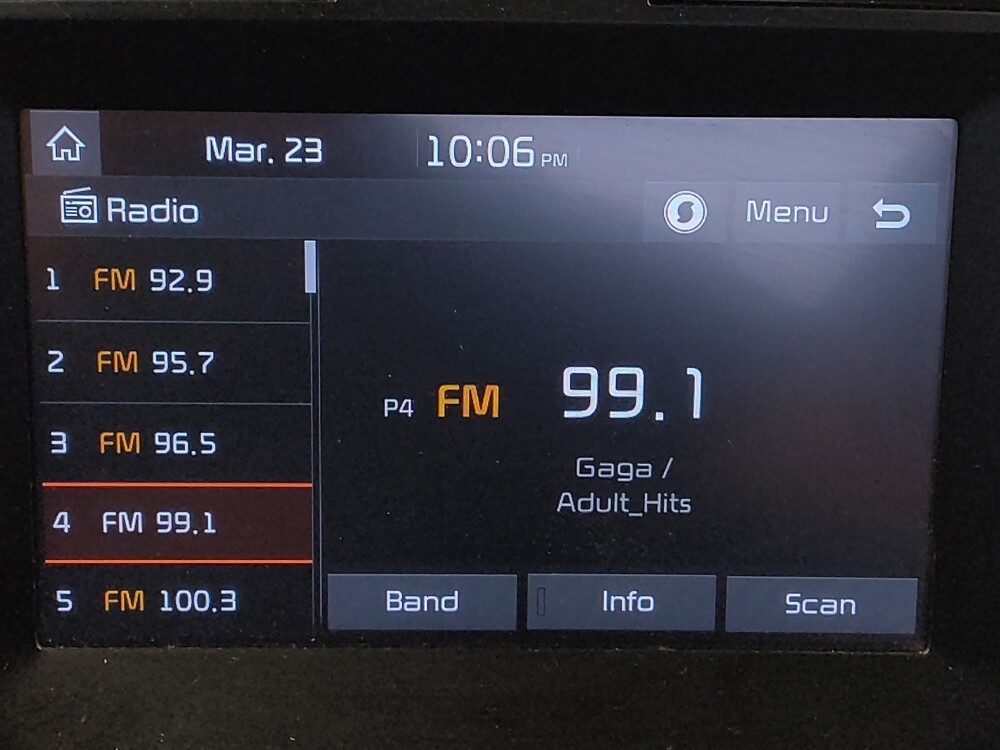 Mar. 23 10:06 PM
Radio Menu
1 FM 92.9
2 FM 95.7
3 FM 96.5
4 FM 99.1
5 FM 100.3
P4 FM 99.1
Gaga /
Adult_Hits
Band Info Scan